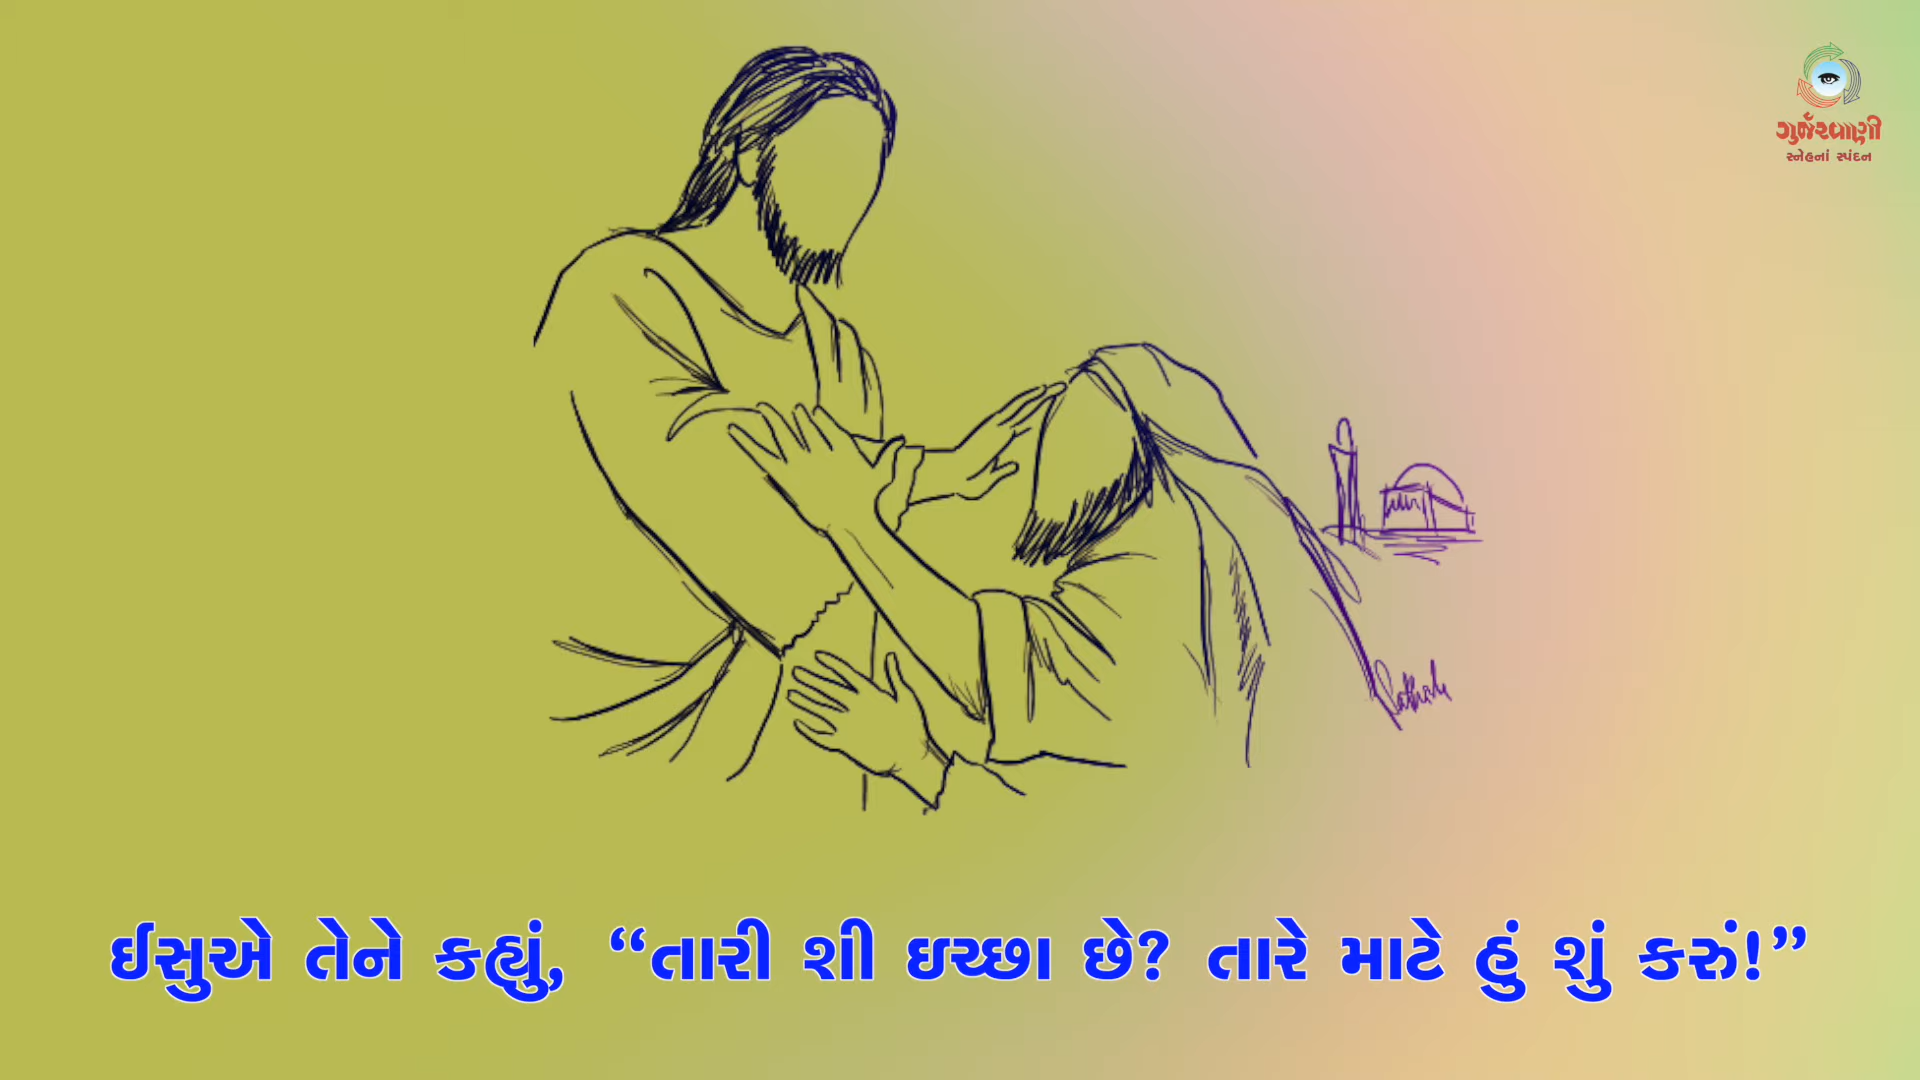 ગુર્જરવાણી
સ્નેહનાં સ્પંદન
ઈસુએ તેને કહ્યું, “તારી શી ઇચ્છા છે? તારે માટે હું શું કરું!”